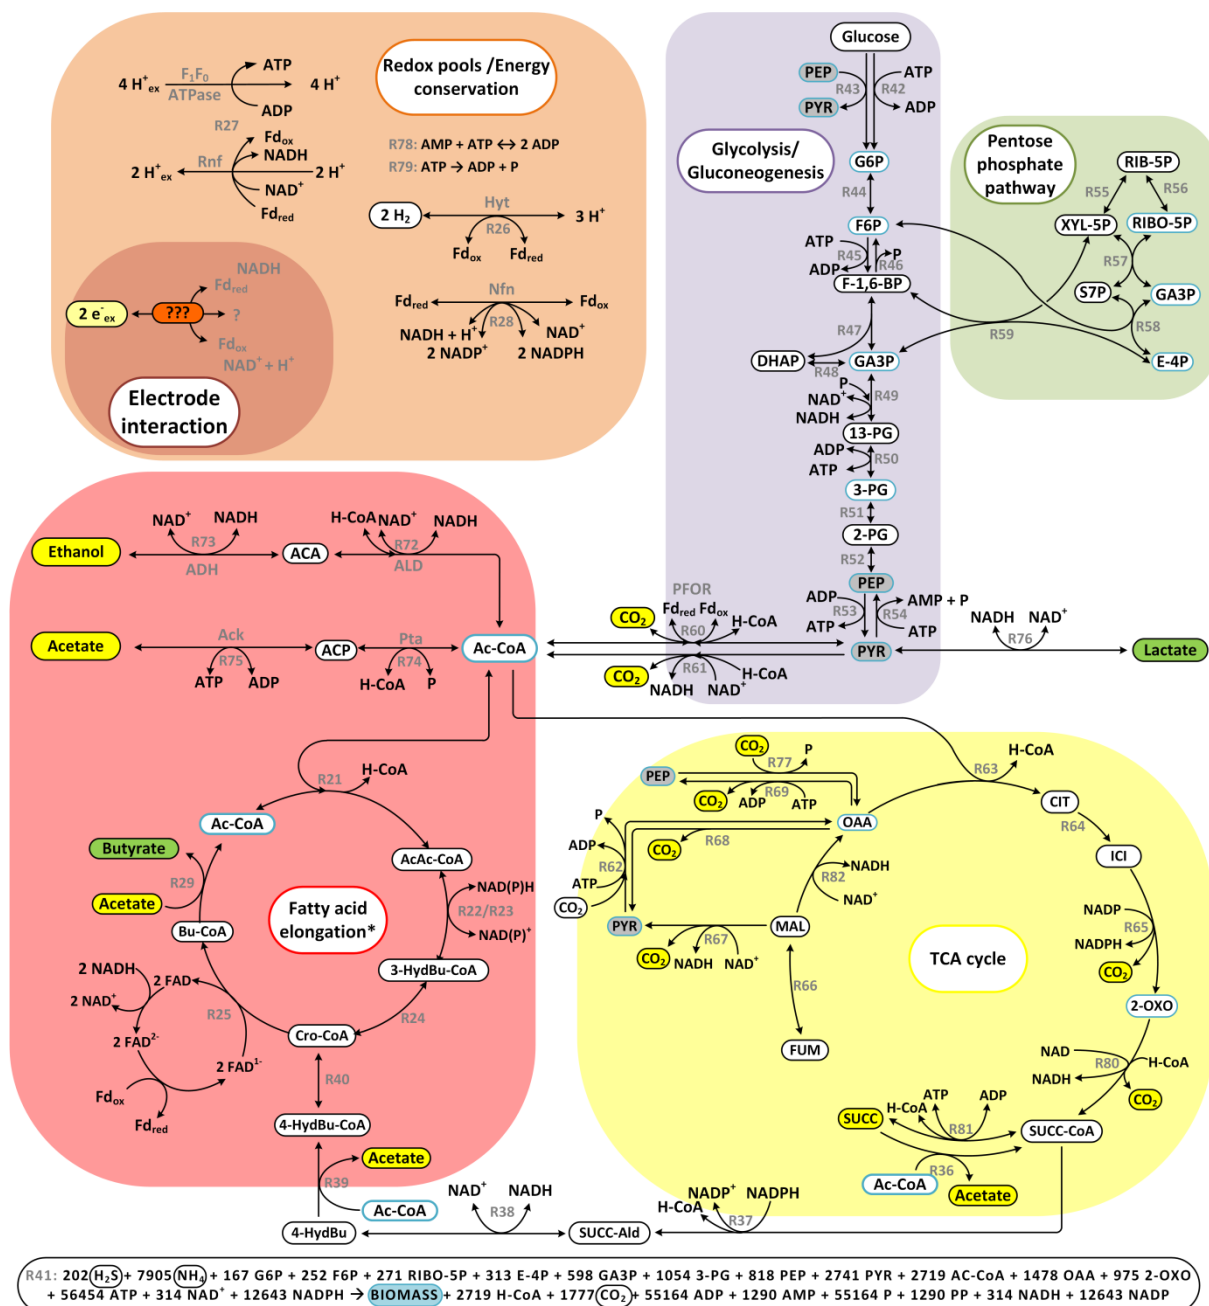 Redox pools /Energy
conservation
4 H+ex
F1F0
ATPase
ATP
ADP
4 H+
R27
Fdox
NADH
Rnf
2 H+ex
2 H+
NAD+
Fdred
R78: AMP + ATP ↔ 2 ADP
R79: ATP → ADP + P
2 H2
Hyt
R26
3 H+
Fdox
Fdred
Nfn
Fdred
Fdox
R28
NADH + H+
2 NADP+
NAD+
2 NADPH
2 e-ex
???
NADH
Fdred
?
Fdox
NAD+ + H+
Electrode
interaction
Glycolysis/
Gluconeogenesis
Glucose
PEP
R43
PYR
ATP
R42
ADP
G6P
R44
F6P
ATP
R45
ADP
P
R46
F-1,6-BP
R47
DHAP
R48
GA3P
P
R49
NAD+
NADH
13-PG
ADP
R50
ATP
3-PG
R51
2-PG
R52
PEP
ADP
R53
ATP
R54
AMP + P
ATP
PYR
Pentose
phosphate
pathway
RIB-5P
R55
R56
XYL-5P
RIBO-5P
R57
S7P
GA3P
R58
R59
E-4P
NADH
NAD+
R76
Lactate
PFOR
CO2
Fdred
Fdox
R60
H-CoA
CO2
R61
NADH
NAD+
H-CoA
Ethanol
NAD+
NADH
R73
ADH
ACA
H-CoA
NAD+
NADH
R72
ALD
Acetate
Ack
R75
ATP
ADP
ACP
Pta
R74
H-CoA
P
Ac-CoA
R21
H-CoA
Ac-CoA
AcAc-CoA
Butyrate
R29
Acetate
Bu-CoA
Fatty acid
elongation*
NAD(P)H
R22/R23
NAD(P)+
3-HydBu-CoA
R24
2 NADH
2 NAD+
2 FAD
R25
2 FAD2-
2 FAD1-
Fdox
Fdred
Cro-CoA
R40
4-HydBu-CoA
Acetate
R39
Ac-CoA
4-HydBu
NAD+
NADH
R38
SUCC-Ald
NADP+
NADPH
H-CoA
R37
TCA cycle
CO2
R77
P
PEP
CO2
R69
ADP
ATP
OAA
P
ADP
R62
ATP
CO2
CO2
R68
PYR
CO2
R67
NADH
NAD+
MAL
R82
NADH
NAD+
R66
FUM
R63
H-CoA
CIT
R64
ICI
NADP
R65
NADPH
CO2
2-OXO
NAD
R80
H-CoA
NADH
CO2
SUCC-CoA
SUCC
H-CoA
ATP
ADP
R81
R36
Ac-CoA
Acetate
R41: 202 H2S + 7905 NH4 + 167 G6P + 252 F6P + 271 RIBO-5P + 313 E-4P + 598 GA3P + 1054 3-PG + 818 PEP + 2741 PYR + 2719 AC-CoA + 1478 OAA + 975 2-OXO
+ 56454 ATP + 314 NAD+ + 12643 NADPH → BIOMASS + 2719 H-CoA + 1777 CO2 + 55164 ADP + 1290 AMP + 55164 P + 1290 PP + 314 NADH + 12643 NADP